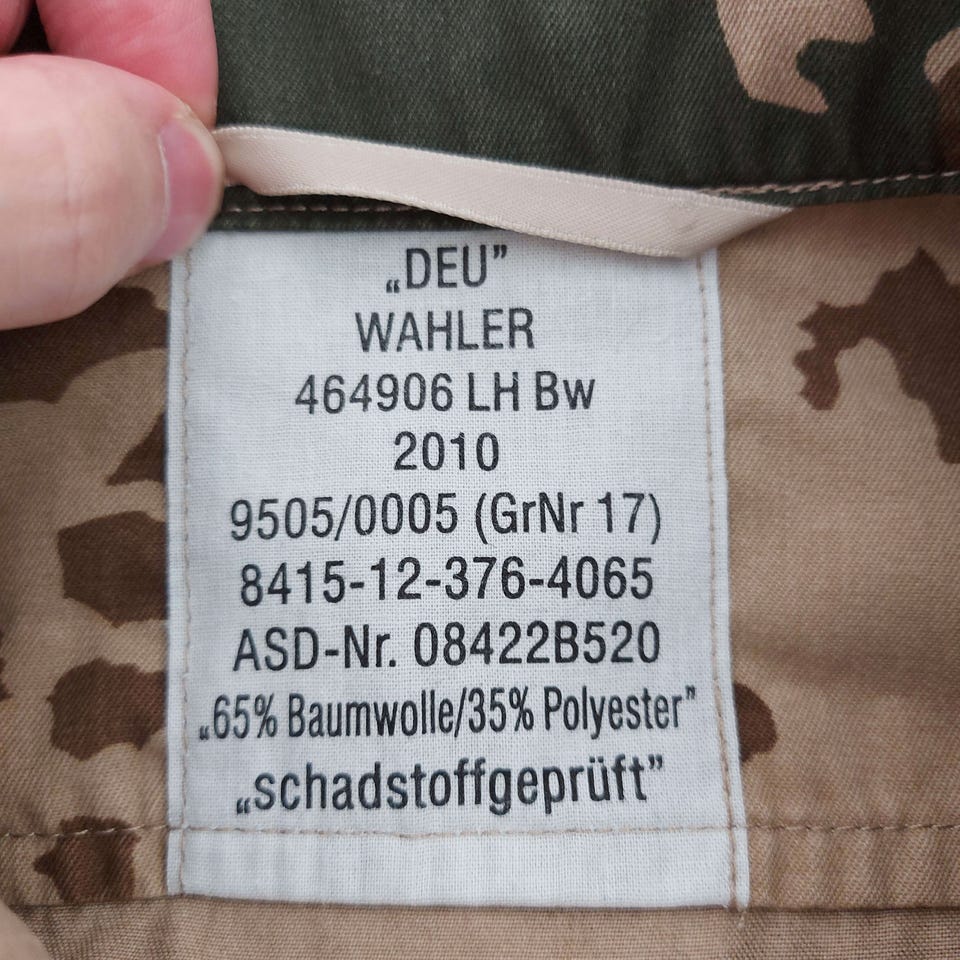 „DEU”
WAHLER
464906 LH Bw
2010
9505/0005 (GrNr 17)
8415-12-376-4065
ASD-Nr. 08422B520
„65% Baumwolle/35% Polyester”
„schadstoffgeprüft”